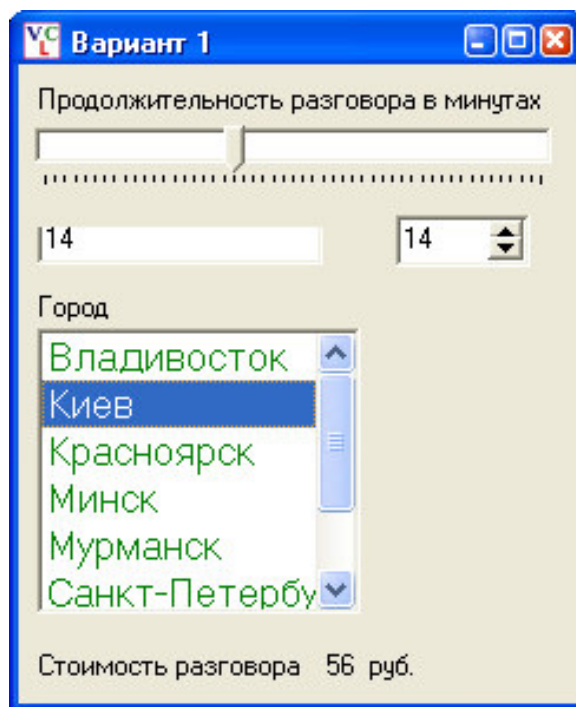 VCL Вариант 1
Продолжительность разговора в минутах
14 14
Город
Владивосток
Киев
Красноярск
Минск
Мурманск
Санкт-Петербу
Стоимость разговора 56 руб.